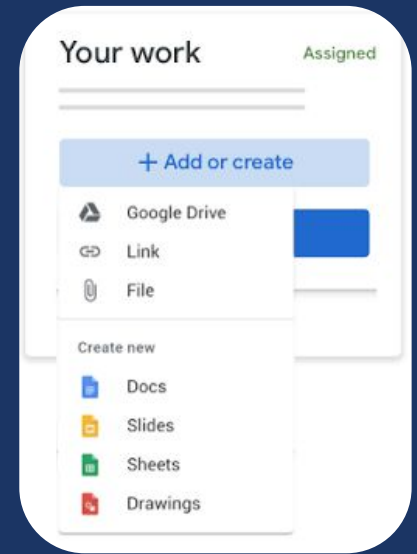 Your work Assigned
+ Add or create
Google Drive
Link
File
Create new
Docs
Slides
Sheets
Drawings